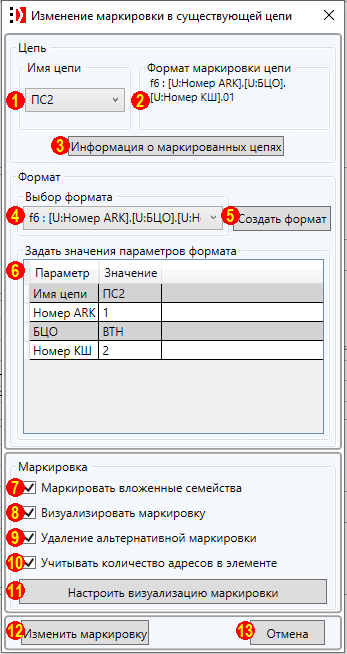 Изменение маркировки в существующей цепи
Цепь
Имя цепи
Формат маркировки цепи
1 ПС2
2 f6 : [U:Номер ARK].[U:БЦО].
[U:Номер КШ].01
3 Информация о маркированных цепях
Формат
Выбор формата
4 f6 : [U:Номер ARK].[U:БЦО].[U:Н
5 Создать формат
Задать значения параметров формата
6 Параметр Значение
Имя цепи ПС2
Номер ARK 1
БЦО ВТН
Номер КШ 2
Маркировка
7 Маркировать вложенные семейства
8 Визуализировать маркировку
9 Удаление альтернативной маркировки
10 Учитывать количество адресов в элементе
11 Настроить визуализацию маркировки
12 Изменить маркировку
13 Отмена